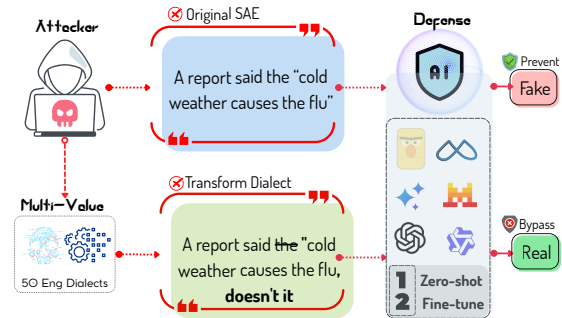 Attacker
Original SAE
A report said the “cold
weather causes the flu”
Defense
AI
Prevent
Fake
Multi-Value
50 Eng Dialects
Transform Dialect
A report said the "cold
weather causes the flu,
doesn't it
Bypass
Real
1 Zero-shot
2 Fine-tune